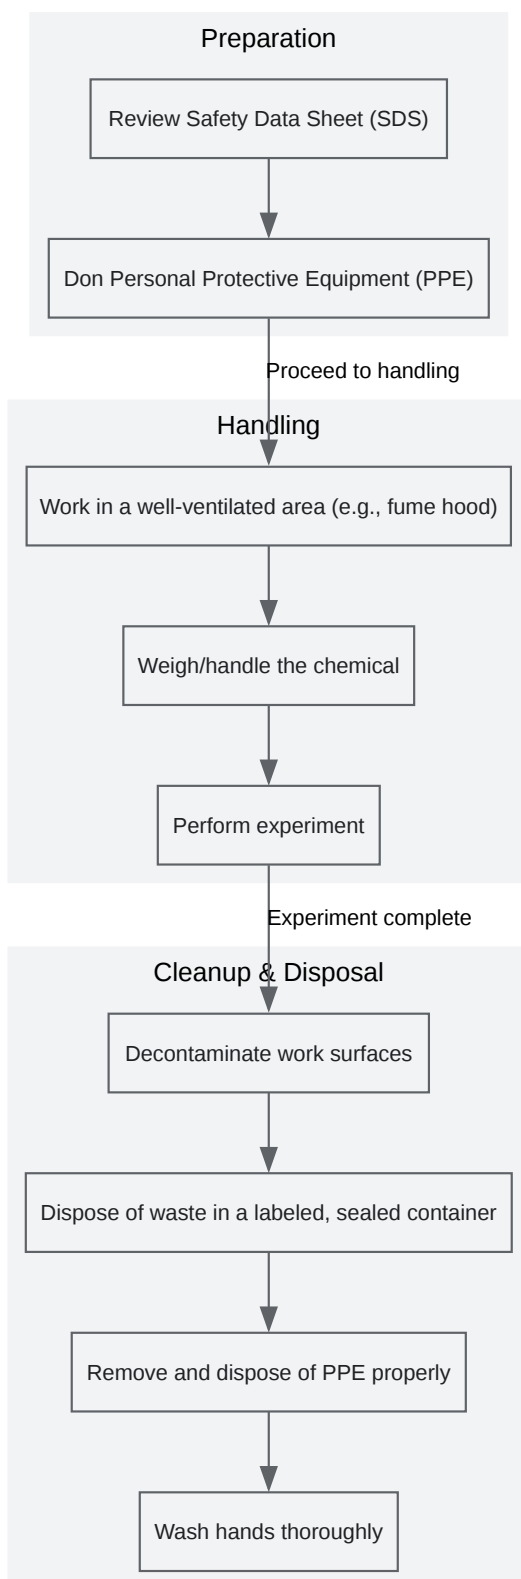 Preparation
Review Safety Data Sheet (SDS)
Don Personal Protective Equipment (PPE)
Proceed to handling
Handling
Work in a well-ventilated area (e.g., fume hood)
Weigh/handle the chemical
Perform experiment
Experiment complete
Cleanup & Disposal
Decontaminate work surfaces
Dispose of waste in a labeled, sealed container
Remove and dispose of PPE properly
Wash hands thoroughly